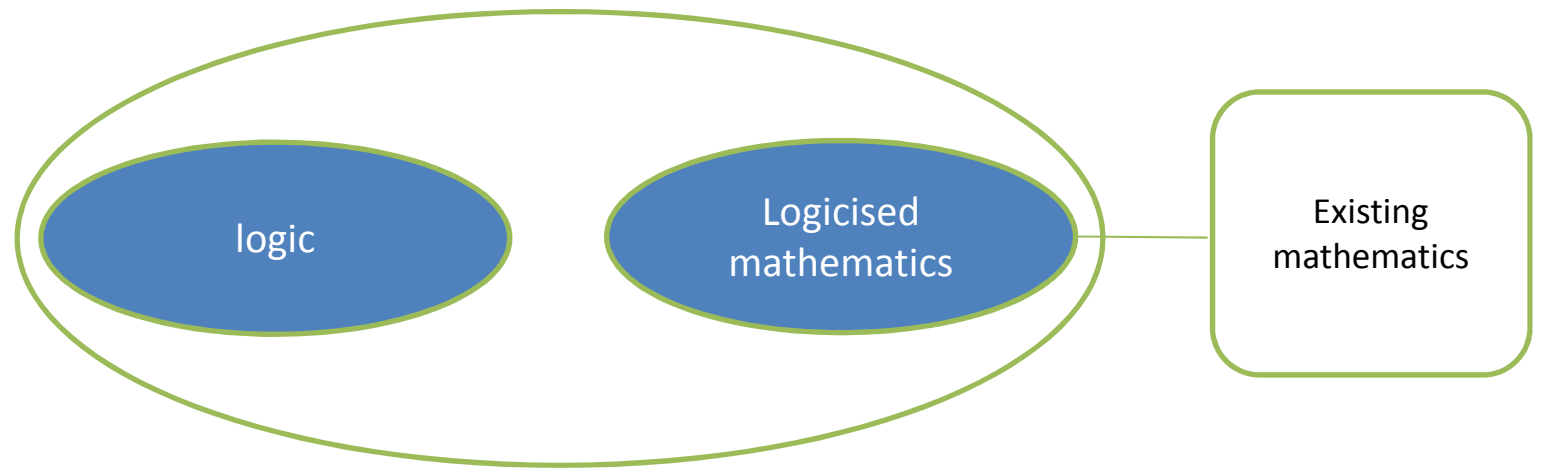 logic
Logicised
mathematics
Existing
mathematics